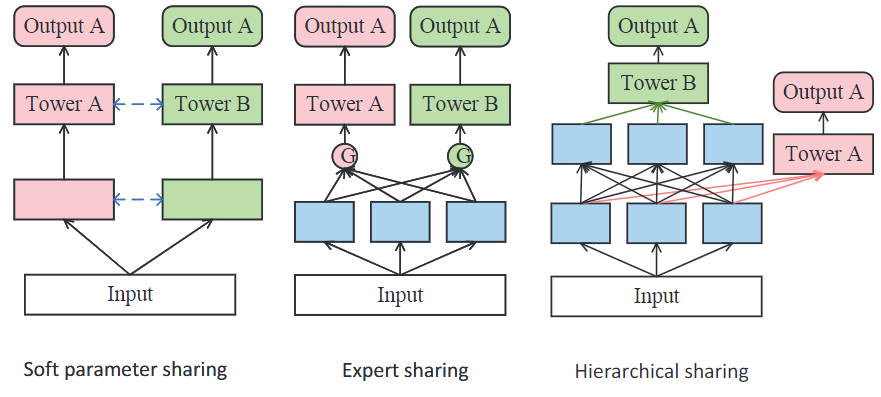 Output A
Output A
Tower A
Tower B
Input
Soft parameter sharing
Output A
Output A
Tower A
Tower B
G
G
Input
Expert sharing
Output A
Tower B
Output A
Tower A
Input
Hierarchical sharing